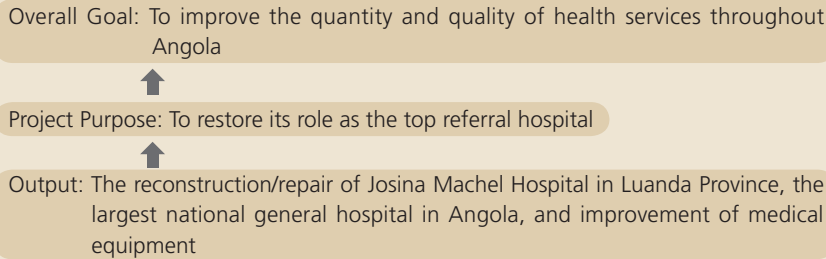 Overall Goal: To improve the quantity and quality of health services throughout
Angola
Project Purpose: To restore its role as the top referral hospital
Output: The reconstruction/repair of Josina Machel Hospital in Luanda Province, the
largest national general hospital in Angola, and improvement of medical
equipment